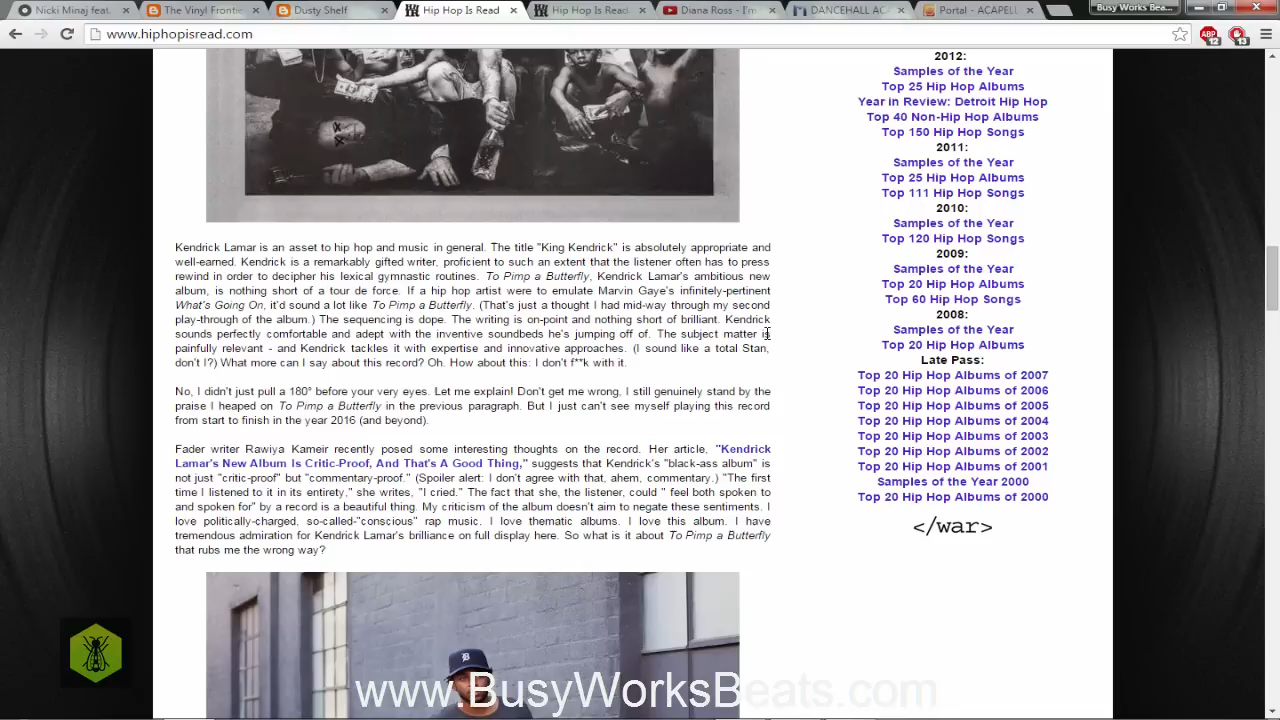 Nicki Minaj feat.
The Vinyl Frontie
Dusty Shelf
Hip Hop Is Read
Hip Hop Is Read.
Diana Ross - I'm
DANCEHALL AC
Portal - ACAPELL
Busy Works Bea...
www.hiphopisread.com
ABP
12
13
Kendrick Lamar is an asset to hip hop and music in general. The title "King Kendrick" is absolutely appropriate and
well-earned. Kendrick is a remarkably gifted writer, proficient to such an extent that the listener often has to press
rewind in order to decipher his lexical gymnastic routines. To Pimp a Butterfly, Kendrick Lamar's ambitious new
album, is nothing short of a tour de force. If a hip hop artist were to emulate Marvin Gaye's infinitely-pertinent
What's Going On, it'd sound a lot like To Pimp a Butterfly. (That's just a thought I had mid-way through my second
play-through of the album.) The sequencing is dope. The writing is on-point and nothing short of brilliant. Kendrick
sounds perfectly comfortable and adept with the inventive soundbeds he's jumping off of. The subject matter is
painfully relevant - and Kendrick tackles it with expertise and innovative approaches. (I sound like a total Stan,
don't I?) What more can I say about this record? Oh. How about this: I don't f**k with it.
No, I didn't just pull a 180° before your very eyes. Let me explain! Don't get me wrong, I still genuinely stand by the
praise I heaped on To Pimp a Butterfly in the previous paragraph. But I just can't see myself playing this record
from start to finish in the year 2016 (and beyond).
Fader writer Rawiya Kameir recently posed some interesting thoughts on the record. Her article, "Kendrick
Lamar's New Album Is Critic-Proof, And That's A Good Thing," suggests that Kendrick's "black-ass album" is
not just "critic-proof" but "commentary-proof." (Spoiler alert: I don't agree with that, ahem, commentary.) "The first
time I listened to it in its entirety," she writes, "I cried." The fact that she, the listener, could " feel both spoken to
and spoken for" by a record is a beautiful thing. My criticism of the album doesn't aim to negate these sentiments. I
love politically-charged, so-called-"conscious" rap music. I love thematic albums. I love this album. I have
tremendous admiration for Kendrick Lamar's brilliance on full display here. So what is it about To Pimp a Butterfly
that rubs me the wrong way?
2012:
Samples of the Year
Top 25 Hip Hop Albums
Year in Review: Detroit Hip Hop
Top 40 Non-Hip Hop Albums
Top 150 Hip Hop Songs
2011:
Samples of the Year
Top 25 Hip Hop Albums
Top 111 Hip Hop Songs
2010:
Samples of the Year
Top 120 Hip Hop Songs
2009:
Samples of the Year
Top 20 Hip Hop Albums
Top 60 Hip Hop Songs
2008:
Samples of the Year
Top 20 Hip Hop Albums
Late Pass:
Top 20 Hip Hop Albums of 2007
Top 20 Hip Hop Albums of 2006
Top 20 Hip Hop Albums of 2005
Top 20 Hip Hop Albums of 2004
Top 20 Hip Hop Albums of 2003
Top 20 Hip Hop Albums of 2002
Top 20 Hip Hop Albums of 2001
Samples of the Year 2000
Top 20 Hip Hop Albums of 2000
</war>
www.BusyWorksBeats.com